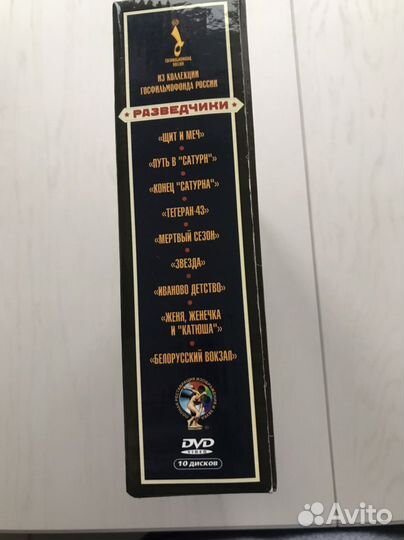 ГОСФИЛЬМОФОНД
РОССИИ
ИЗ КОЛЛЕКЦИИ
ГОСФИЛЬМОФОНДА РОССИИ
РАЗВЕДЧИКИ
«ЩИТ И МЕЧ»
«ПУТЬ В "САТУРН"»
«КОНЕЦ "САТУРНА"»
«ТЕГЕРАН-43»
«МЕРТВЫЙ СЕЗОН»
«ЗВЕЗДА»
«ИВАНОВО ДЕТСТВО»
«ЖЕНЯ, ЖЕНЕЧКА
И "КАТЮША"»
«БЕЛОРУССКИЙ ВОКЗАЛ»
DVD
VIDEO
10 ДИСКОВ
Avito